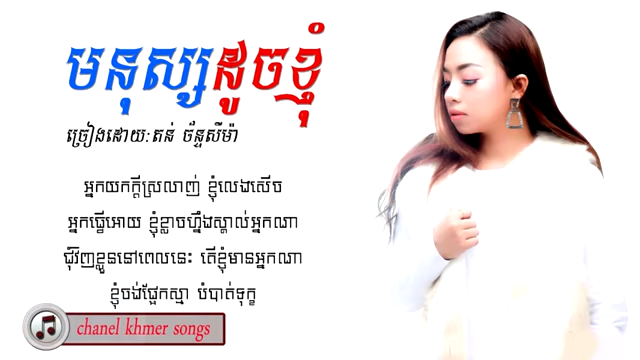 មនុស្សដូចខ្ញុំ
ច្រៀងដោយ:តន់ ច័ន្ទសីម៉ា
អ្នកយកក្ដីស្រលាញ់ ខ្ញុំលេងសើច
អ្នកធ្វើអោយ ខ្ញុំខ្លាចហ្នឹងស្គាល់អ្នកណា
ជុំវិញខ្លួននៅពេលនេះ តើខ្ញុំមានអ្នកណា
ខ្ញុំចង់ផ្អែកស្មា បំបាត់ទុក្ខ
chanel khmer songs